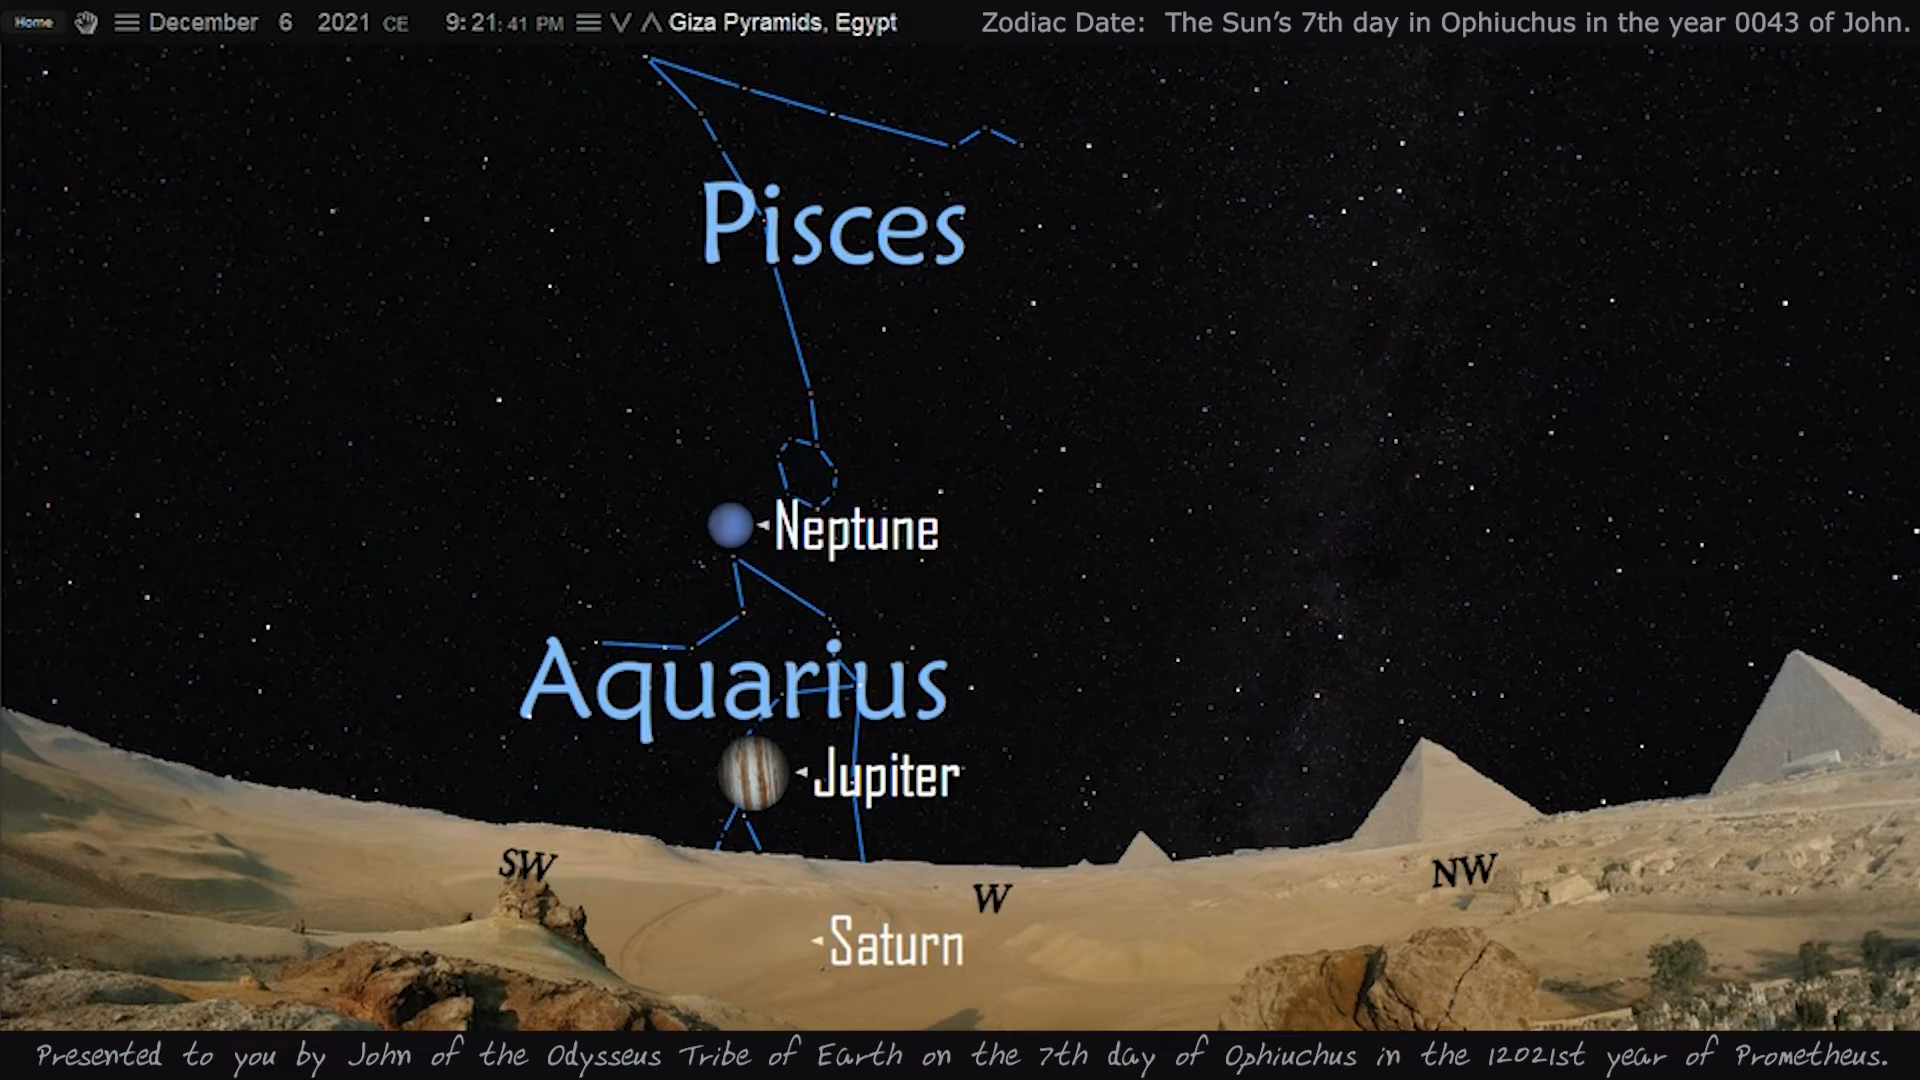 Home December 6 2021 CE 9:21:41 PM Giza Pyramids, Egypt Zodiac Date: The Sun's 7th day in Ophiuchus in the year 0043 of John.
Pisces
Neptune
Aquarius
Jupiter
SW
W
NW
Saturn
Presented to you by John of the Odysseus Tribe of Earth on the 7th day of Ophiuchus in the 12021st year of Prometheus.